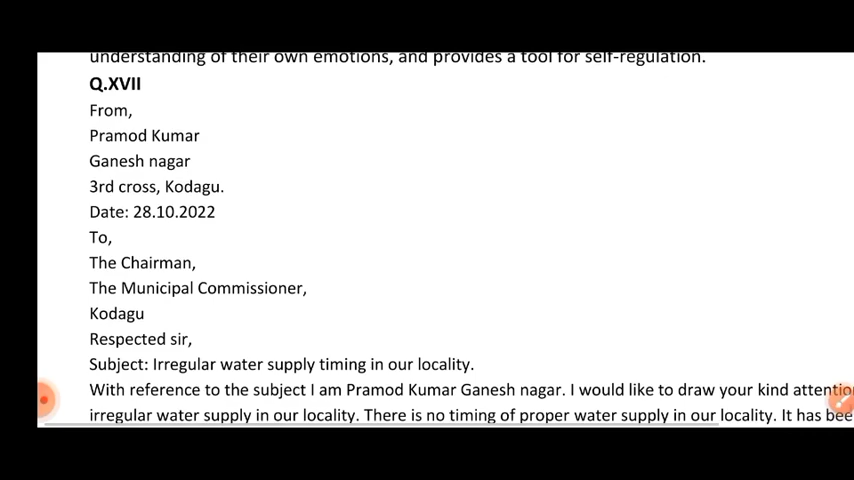 understanding of their own emotions, and provides a tool for self-regulation.
Q.XVII
From,
Pramod Kumar
Ganesh nagar
3rd cross, Kodagu.
Date: 28.10.2022
To,
The Chairman,
The Municipal Commissioner,
Kodagu
Respected sir,
Subject: Irregular water supply timing in our locality.
With reference to the subject I am Pramod Kumar Ganesh nagar. I would like to draw your kind
irregular water supply in our locality. There is no timing of proper water supply in our locality. It has